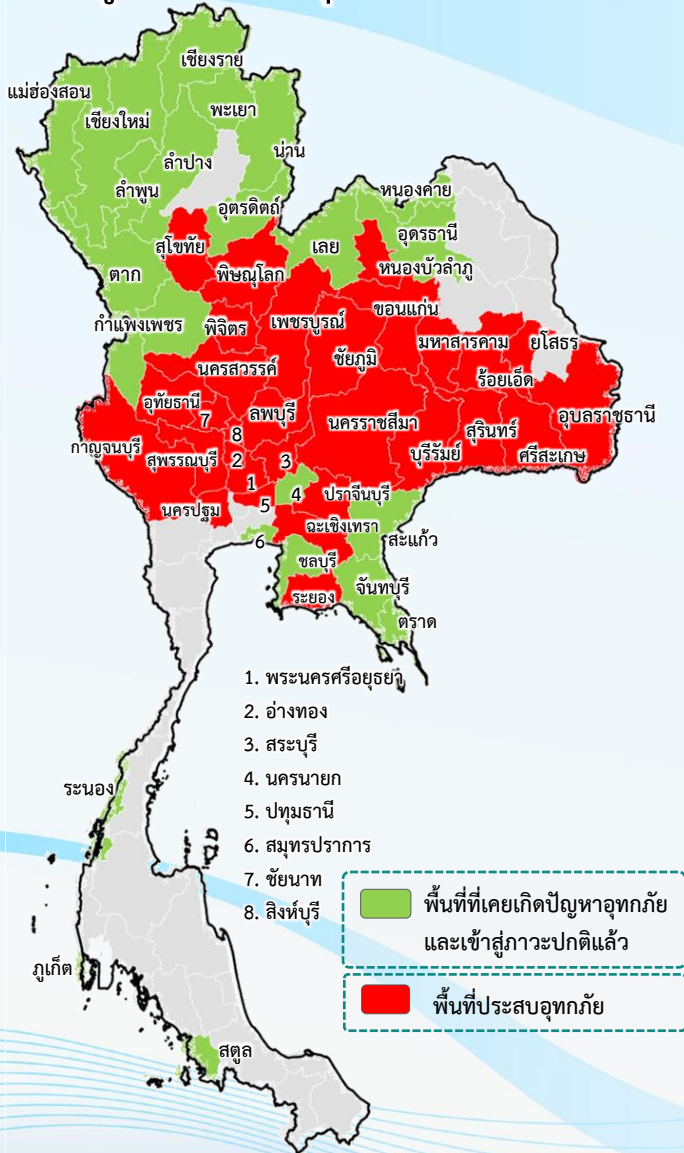 เชียงราย
แม่ฮ่องสอน
เชียงใหม่
พะเยา
น่าน
ลำปาง
ลำพูน
อุตรดิตถ์
หนองคาย
สุโขทัย
เลย
อุดรธานี
ตาก
พิษณุโลก
หนองบัวลำภู
กำแพงเพชร
พิจิตร
เพชรบูรณ์
ขอนแก่น
ชัยภูมิ
มหาสารคาม
ยโสธร
นครสวรรค์
ร้อยเอ็ด
อุทัยธานี
7
ลพบุรี
นครราชสีมา
อุบลราชธานี
กาญจนบุรี
8
สุรินทร์
สุพรรณบุรี
2
3
บุรีรัมย์
ศรีสะเกษ
1
4
ปราจีนบุรี
นครปฐม
5
ฉะเชิงเทรา
6
สะแก้ว
ชลบุรี
จันทบุรี
ระยอง
ตราด
1. พระนครศรีอยุธยา
2. อ่างทอง
3. สระบุรี
4. นครนายก
5. ปทุมธานี
6. สมุทรปราการ
7. ชัยนาท
8. สิงห์บุรี
ระนอง
ภูเก็ต
สตูล
พื้นที่ที่เคยเกิดปัญหาอุทกภัย
และเข้าสู่ภาวะปกติแล้ว
พื้นที่ประสบอุทกภัย